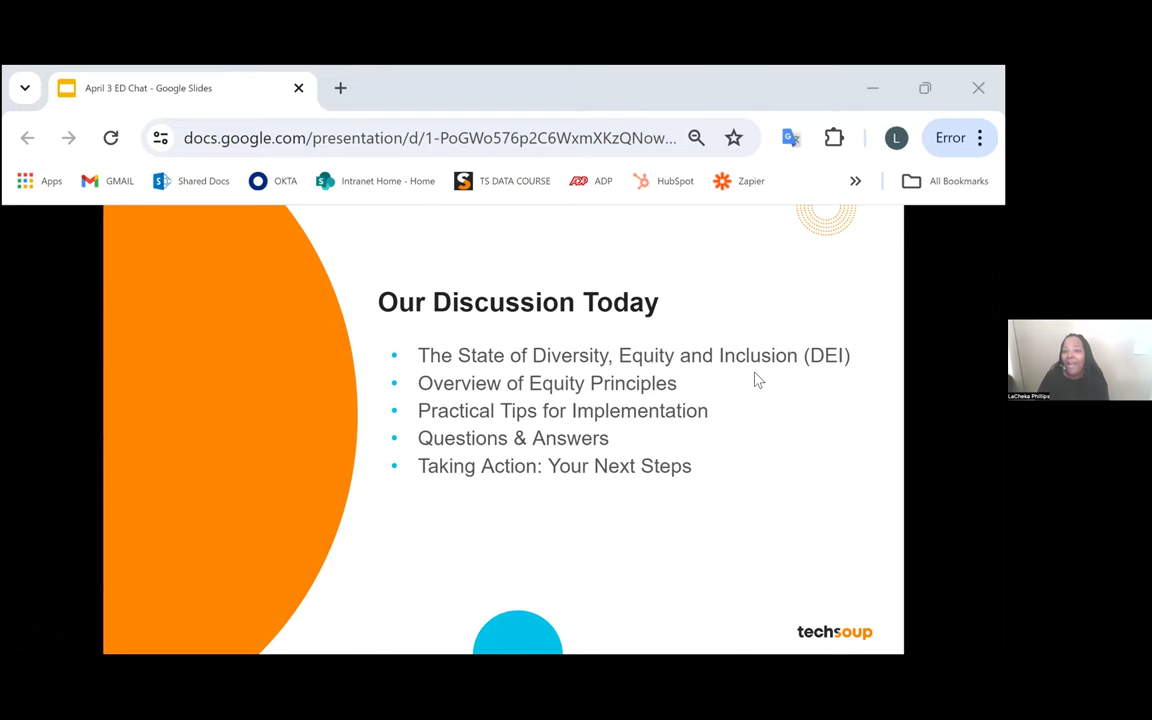 April 3 ED Chat - Google Slides
docs.google.com/presentation/d/1-PoGWo576p2C6WxmXKzQNow...
L
Error
Apps
GMAIL
Shared Docs
OKTA
Intranet Home - Home
TS DATA COURSE
ADP
HubSpot
Zapier
All Bookmarks
Our Discussion Today
• The State of Diversity, Equity and Inclusion (DEI)
• Overview of Equity Principles
• Practical Tips for Implementation
• Questions & Answers
• Taking Action: Your Next Steps
LaCheka Phillips
techsoup